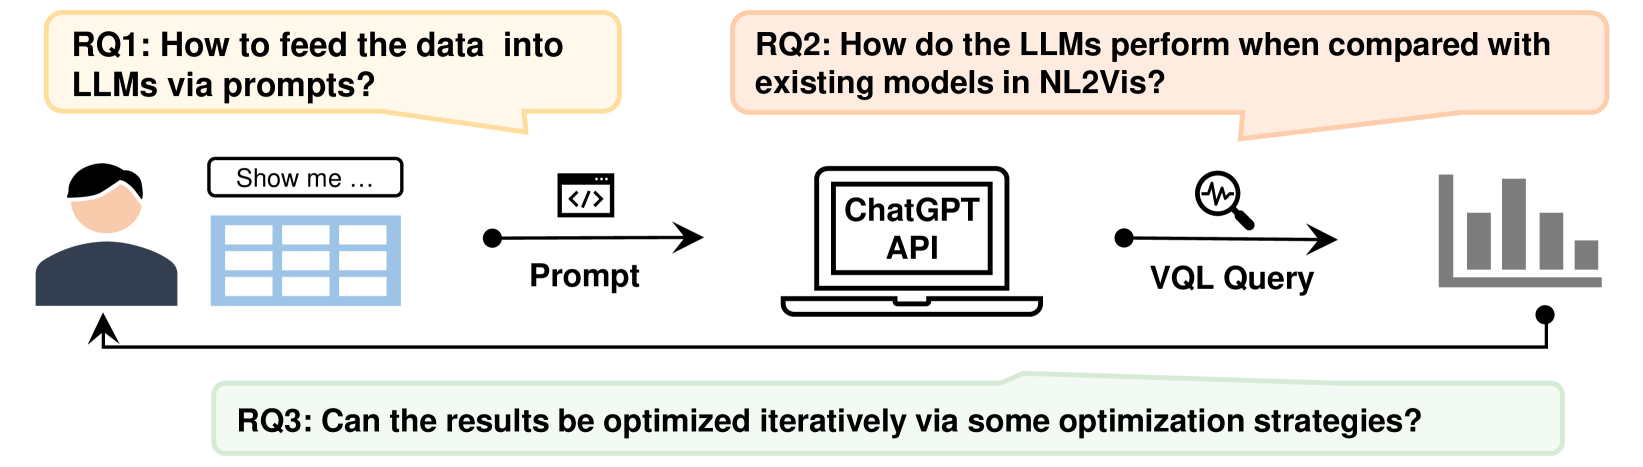 RQ1: How to feed the data into
LLMs via prompts?
RQ2: How do the LLMs perform when compared with
existing models in NL2Vis?
Show me ...
</>
Prompt
ChatGPT
API
VQL Query
RQ3: Can the results be optimized iteratively via some optimization strategies?